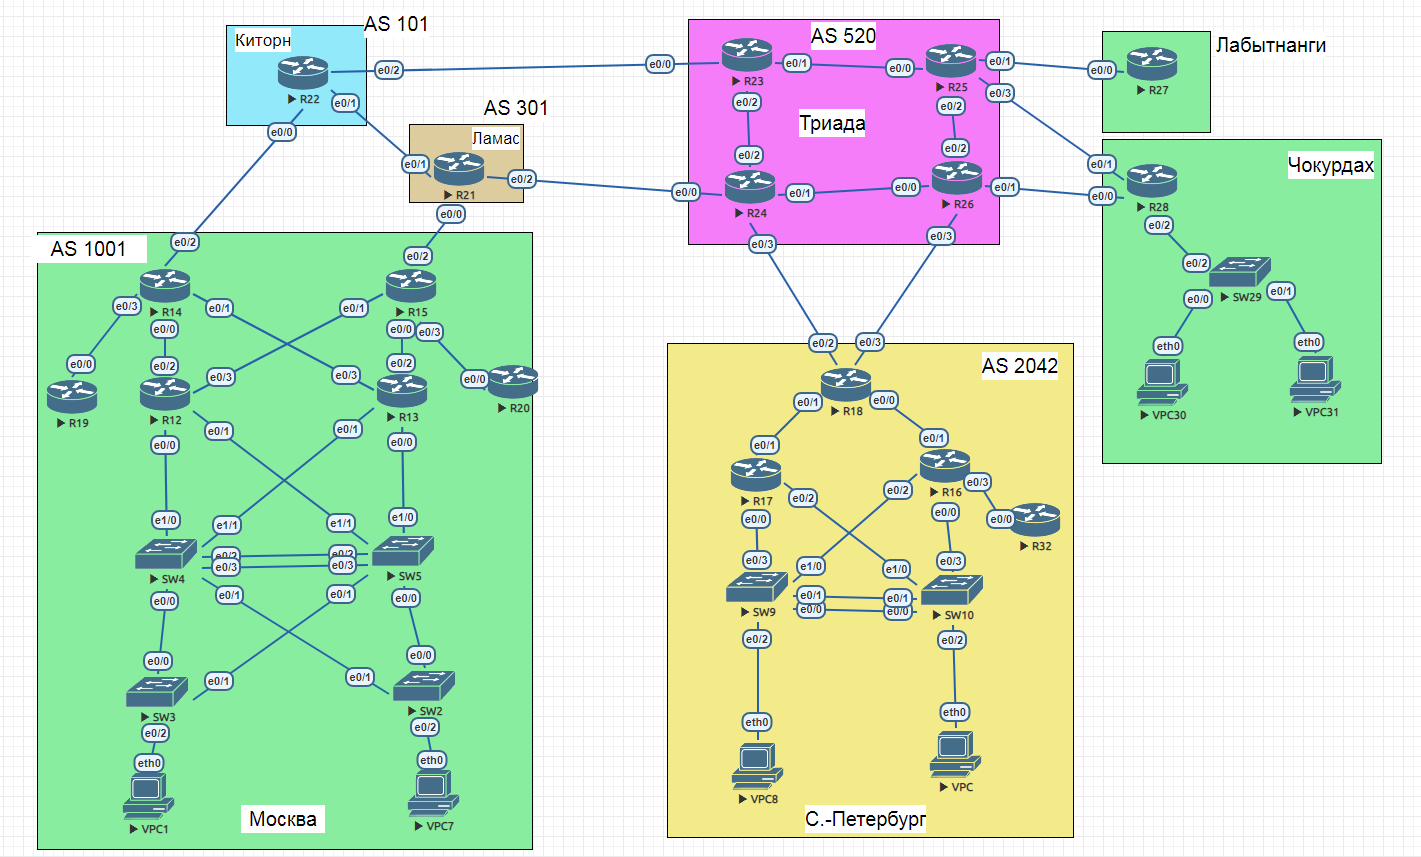 AS 101
Киторн
R22
e0/2
e0/1
e0/0
AS 301
Ламас
R21
e0/1
e0/2
e0/0
AS 520
Триада
R23
e0/0
e0/1
e0/2
R25
e0/0
e0/1
e0/2
e0/3
R24
e0/0
e0/1
e0/2
e0/3
R26
e0/0
e0/1
e0/2
e0/3
Лабытнанги
R27
e0/0
Чокурдах
R28
e0/1
e0/0
e0/2
SW29
e0/2
e0/0
e0/1
eth0
eth0
VPC30
VPC31
AS 1001
R14
e0/2
e0/3
e0/0
e0/1
R15
e0/2
e0/1
e0/0
e0/3
R19
e0/0
R12
e0/2
e0/3
e0/0
e0/1
R13
e0/3
e0/2
e0/1
e0/0
R20
e0/0
SW4
e1/0
e1/1
e0/2
e0/3
e0/0
e0/1
SW5
e1/1
e1/0
e0/2
e0/3
e0/1
e0/0
SW3
e0/0
e0/1
e0/2
SW2
e0/1
e0/0
e0/2
eth0
eth0
VPC1
VPC7
Москва
AS 2042
R18
e0/2
e0/3
e0/1
e0/0
R17
e0/1
e0/0
e0/2
R16
e0/1
e0/2
e0/0
e0/3
R32
e0/0
SW9
e0/3
e1/0
e0/1
e0/0
e0/2
SW10
e1/0
e0/3
e0/1
e0/0
e0/2
eth0
eth0
VPC8
VPC
С.-Петербург